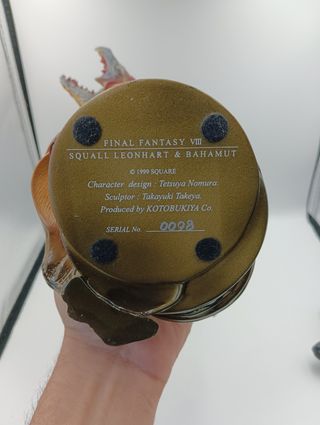 FINAL FANTASY VIII
SQUALL LEONHART & BAHAMUT
© 1999 SQUARE
Character design : Tetsuya Nomura.
Sculptor : Takayuki Takeya.
Produced by KOTOBUKIYA Co.
SERIAL No. 0098